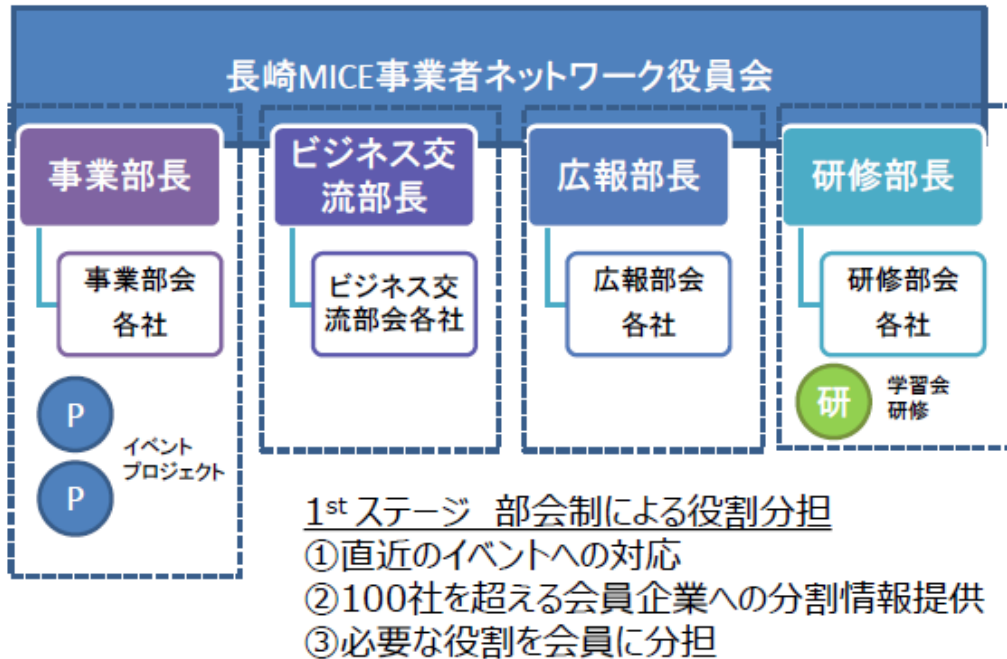 長崎MICE事業者ネットワーク役員会
事業部長
ビジネス交
流部長
広報部長
研修部長
事業部会
各社
ビジネス交
流部会各社
広報部会
各社
研修部会
各社
P
P
イベント
プロジェクト
研
学習会
研修
1st ステージ 部会制による役割分担
①直近のイベントへの対応
②100社を超える会員企業への分割情報提供
③必要な役割を会員に分担